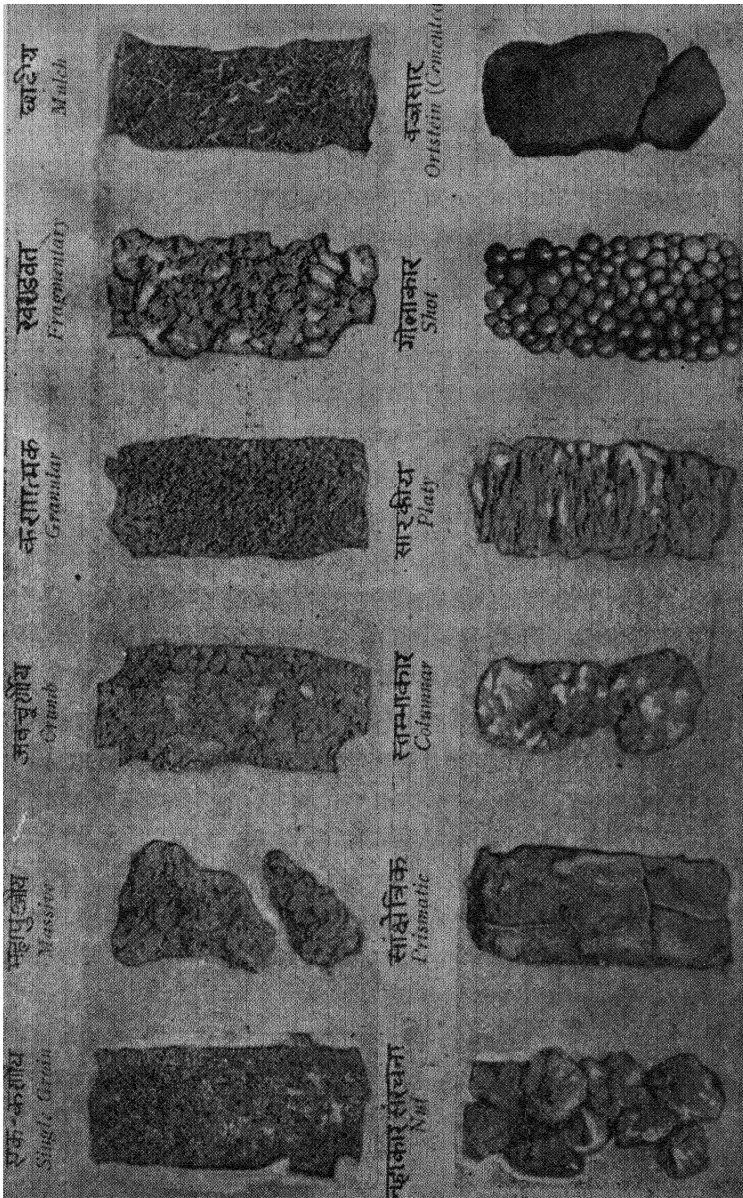 एक-कणीय
Single Grain
महापुञ्जीय
Massive
अवचूर्णीय
Crumb
कणात्मक
Granular
खण्डवत
Fragmentary
Mulch
संरचना
Nut
सांक्षेत्रिक
Prismatic
स्तम्भाकार
Columnar
Platy
गोलाकार
Shot
वज्रसार
Ortstein (Cemented